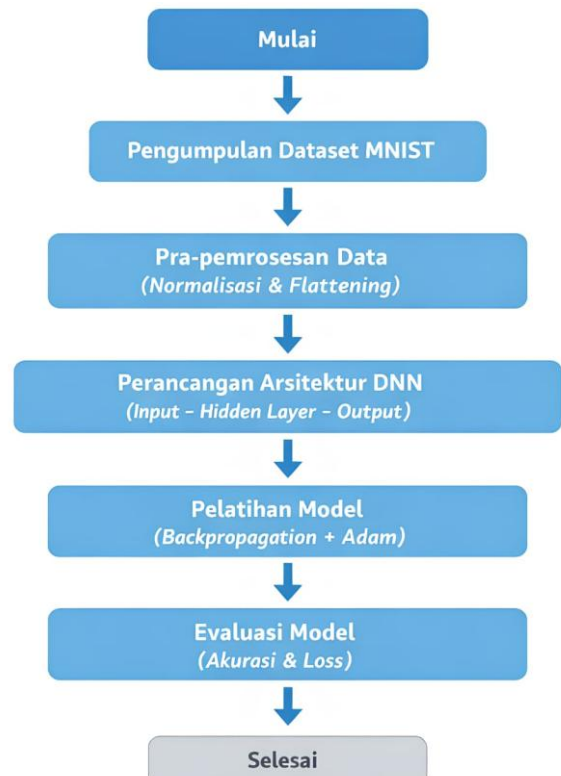 Mulai
Pengumpulan Dataset MNIST
Pra-pemrosesan Data
(Normalisasi & Flattening)
Perancangan Arsitektur DNN
(Input – Hidden Layer – Output)
Pelatihan Model
(Backpropagation + Adam)
Evaluasi Model
(Akurasi & Loss)
Selesai